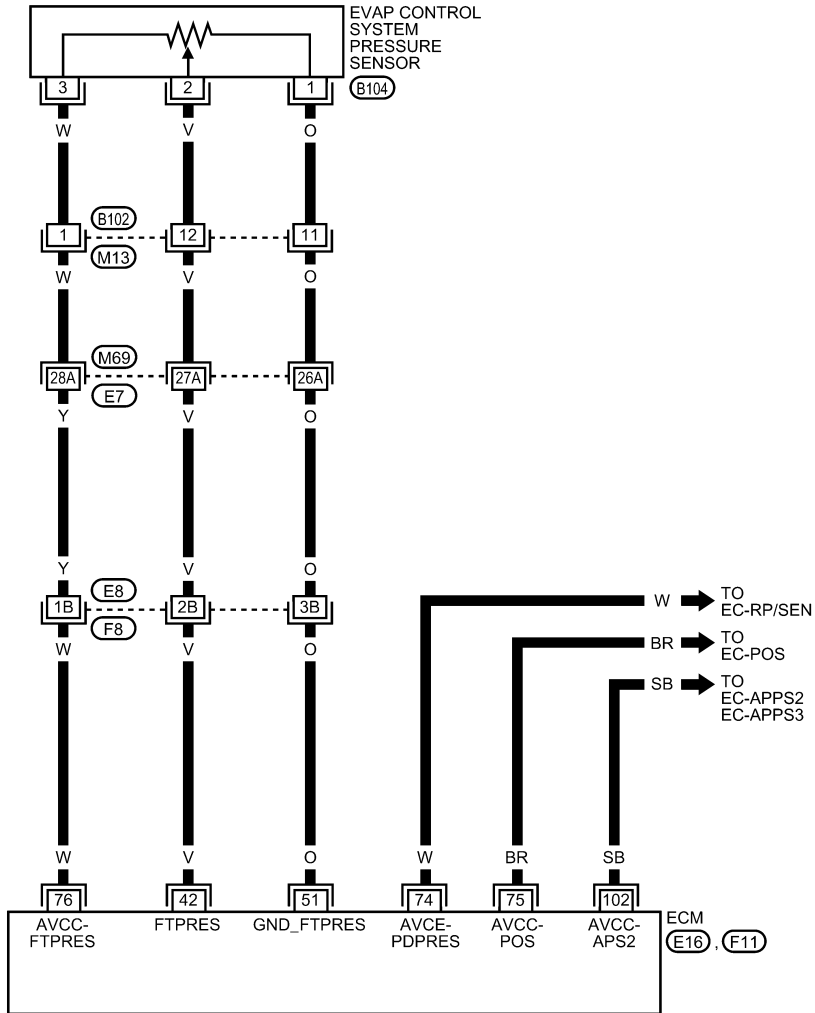 EVAP CONTROL
SYSTEM
PRESSURE
SENSOR
3 2 1 B104
W V O
B102
1 12 11
M13
W V O
M69
28A 27A 26A
E7
Y V O
Y V O
E8
1B 2B 3B
F8
W V O
W TO
EC-RP/SEN
BR TO
EC-POS
SB TO
EC-APPS2
EC-APPS3
W V O W BR SB
76 42 51 74 75 102
AVCC-
FTPRES
FTPRES
GND_FTPRES
AVCE-
PDPRES
AVCC-
POS
AVCC-
APS2
ECM
E16 , F11